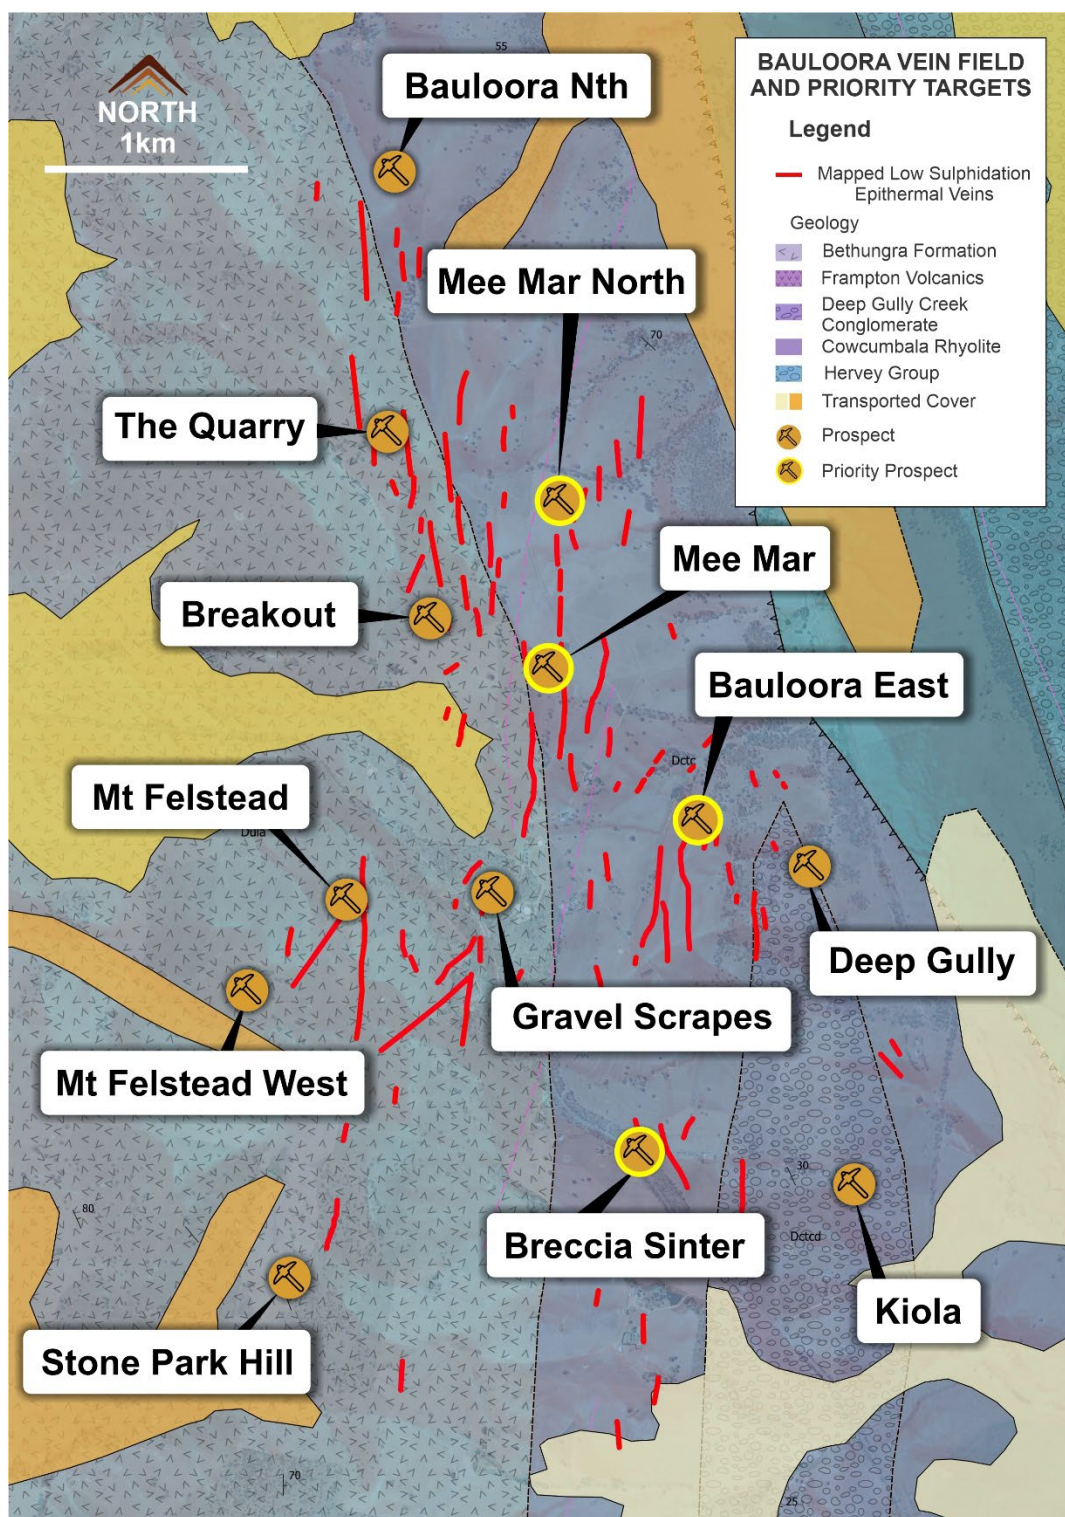 55
Bauloora Nth
BAULOORA VEIN FIELD
AND PRIORITY TARGETS
Legend
Mapped Low Sulphidation
Epithermal Veins
Geology
Bethungra Formation
Frampton Volcanics
Deep Gully Creek
Conglomerate
Cowcumbala Rhyolite
Hervey Group
Transported Cover
Prospect
Priority Prospect
NORTH
1km
Mee Mar North
70
The Quarry
Mee Mar
Breakout
Bauloora East
Dctc
Mt Felstead
Dula
Deep Gully
Gravel Scrapes
Mt Felstead West
30
80
Dctcd
Breccia Sinter
Kiola
Stone Park Hill
70
25